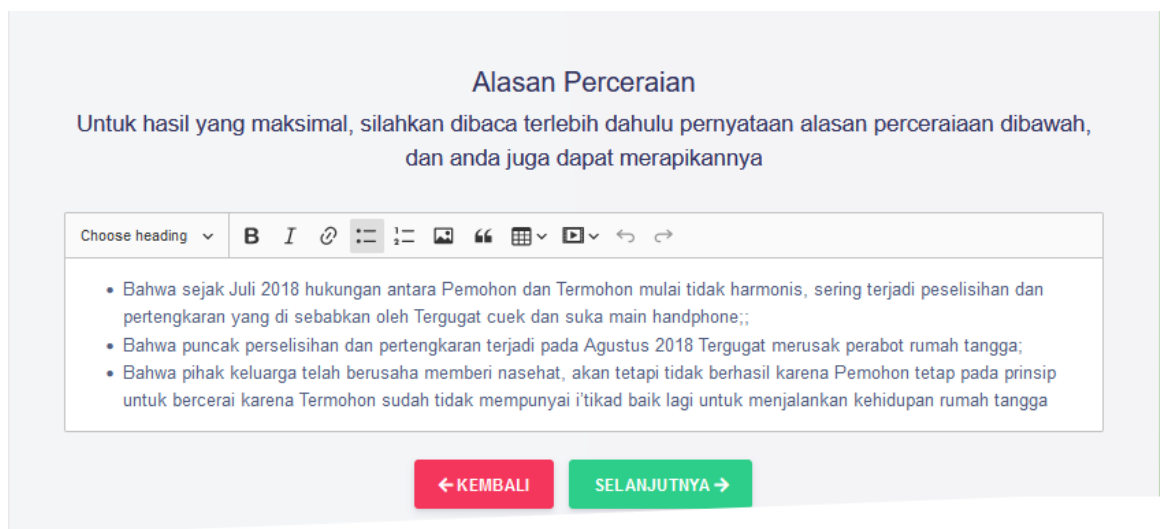 Alasan Perceraian
Untuk hasil yang maksimal, silahkan dibaca terlebih dahulu pernyataan alasan perceraiaan dibawah,
dan anda juga dapat merapikannya
Choose heading
Bahwa sejak Juli 2018 hukungan antara Pemohon dan Termohon mulai tidak harmonis, sering terjadi peselisihan dan
pertengkaran yang di sebabkan oleh Tergugat cuek dan suka main handphone;;
Bahwa puncak perselisihan dan pertengkaran terjadi pada Agustus 2018 Tergugat merusak perabot rumah tangga;
Bahwa pihak keluarga telah berusaha memberi nasehat, akan tetapi tidak berhasil karena Pemohon tetap pada prinsip
untuk bercerai karena Termohon sudah tidak mempunyai i'tikad baik lagi untuk menjalankan kehidupan rumah tangga
KEMBALI
SELANJUTNYA